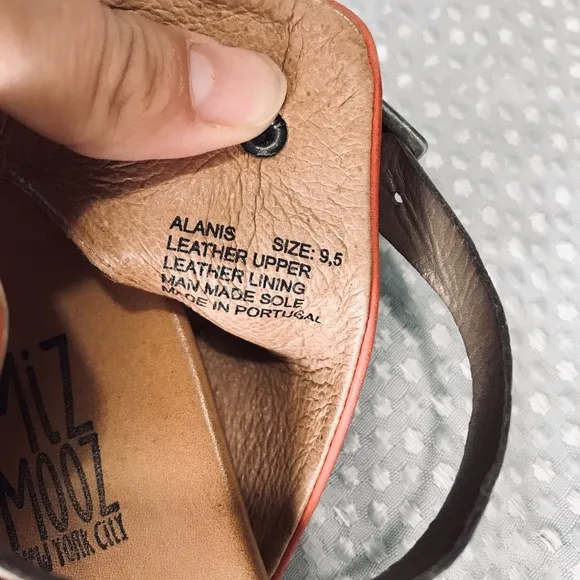 ALANIS SIZE: 9,5
LEATHER UPPER
LEATHER LINING
MAN MADE SOLE
MADE IN PORTUGAL
MiZ
MOOZ
NEW YORK CITY